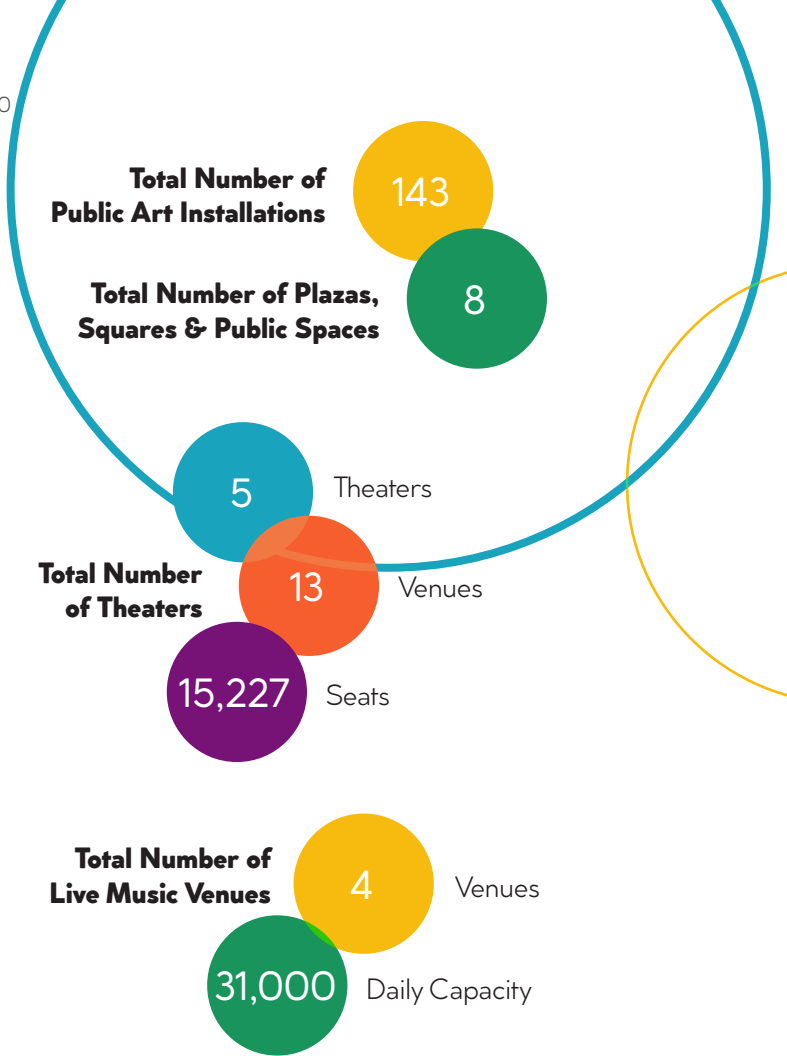 0
Total Number of
Public Art Installations
143
Total Number of Plazas,
Squares & Public Spaces
8
5
Theaters
Total Number
of Theaters
13
Venues
15,227
Seats
Total Number of
Live Music Venues
4
Venues
31,000
Daily Capacity